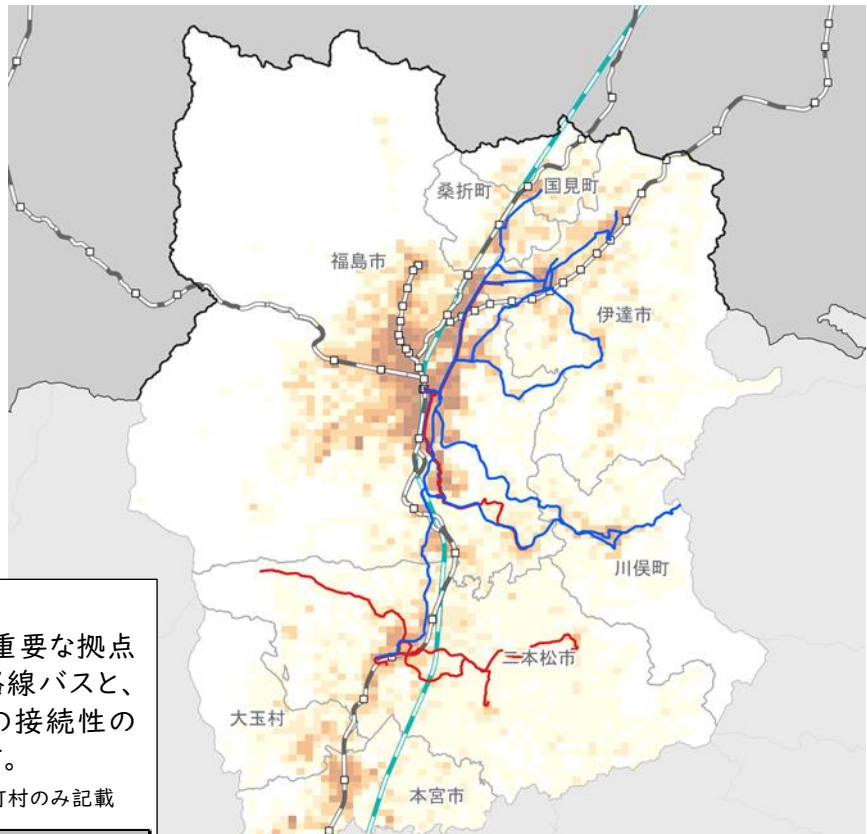 国見町
桑折町
福島市
伊達市
川俣町
重要な拠点
路線バスと、
の接続性の
。
町村のみ記載
二本松市
大玉村
本宮市